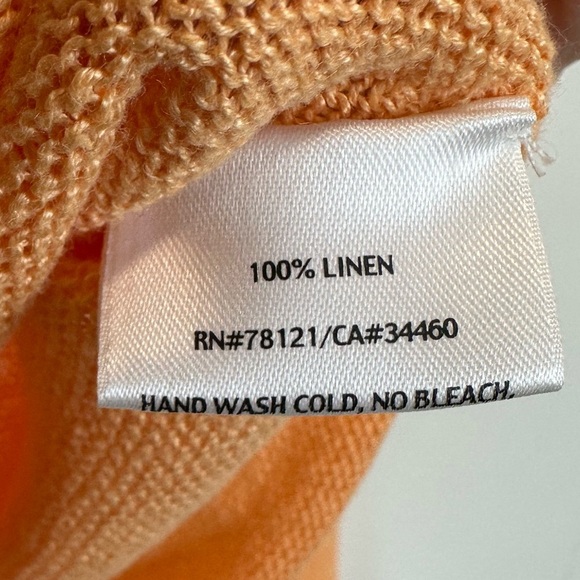 100% LINEN
RN#78121/CA#34460
HAND WASH COLD, NO BLEACH,